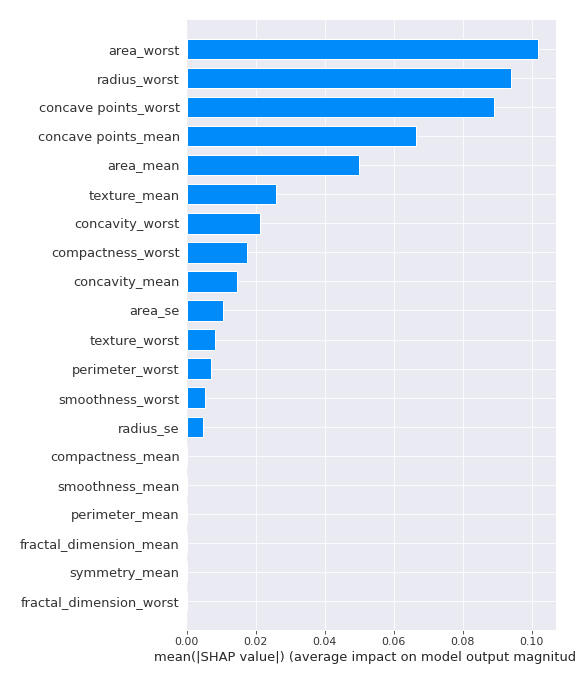 area_worst
radius_worst
concave points_worst
concave points_mean
area_mean
texture_mean
concavity_worst
compactness_worst
concavity_mean
area_se
texture_worst
perimeter_worst
smoothness_worst
radius_se
compactness_mean
smoothness_mean
perimeter_mean
fractal_dimension_mean
symmetry_mean
fractal_dimension_worst
0.00 0.02 0.04 0.06 0.08 0.10
mean(|SHAP value|) (average impact on model output magnitud